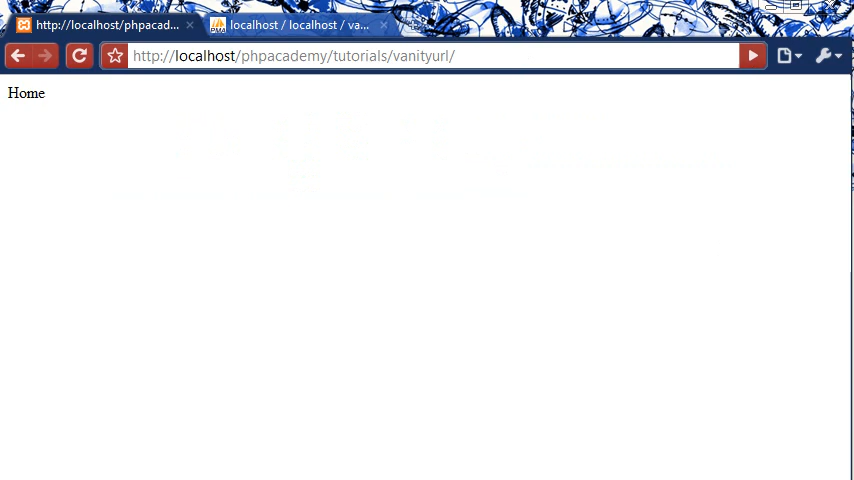 http://localhost/phpacad...
localhost / localhost / va...
http://localhost/phpacademy/tutorials/vanityurl/
Home